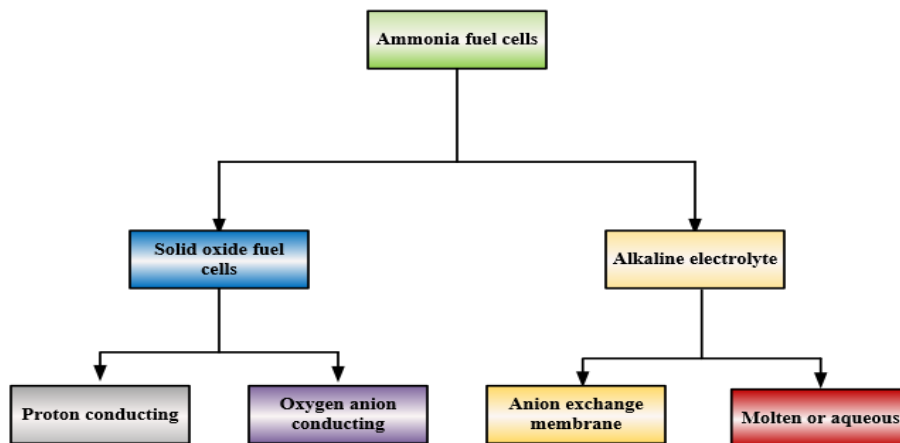 Ammonia fuel cells
Solid oxide fuel
cells
Alkaline electrolyte
Proton conducting
Oxygen anion
conducting
Anion exchange
membrane
Molten or aqueous